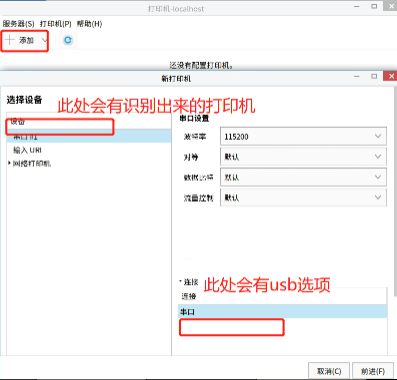 打印机-localhost
服务器(S) 打印机(P) 帮助(H)
添加
还没有配置打印机。
新打印机
选择设备
此处会有识别出来的打印机
设备
串口 #1
输入 URI
网络打印机
串口设置
波特率 115200
对等 默认
数据比特 默认
流量控制 默认
连接
此处会有usb选项
连接
串口
取消(C) 前进(F)